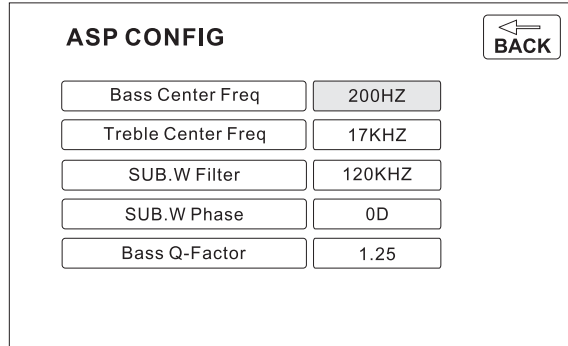 ASP CONFIG
BACK
Bass Center Freq 200HZ
Treble Center Freq 17KHZ
SUB.W Filter 120KHZ
SUB.W Phase 0D
Bass Q-Factor 1.25